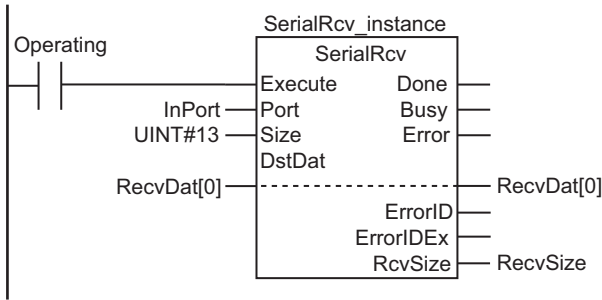 SerialRcv_instance
Operating
SerialRcv
Execute Done
InPort Port Busy
UINT#13 Size Error
DstDat
RecvDat[0] RecvDat[0]
ErrorID
ErrorIDEx
RcvSize RecvSize